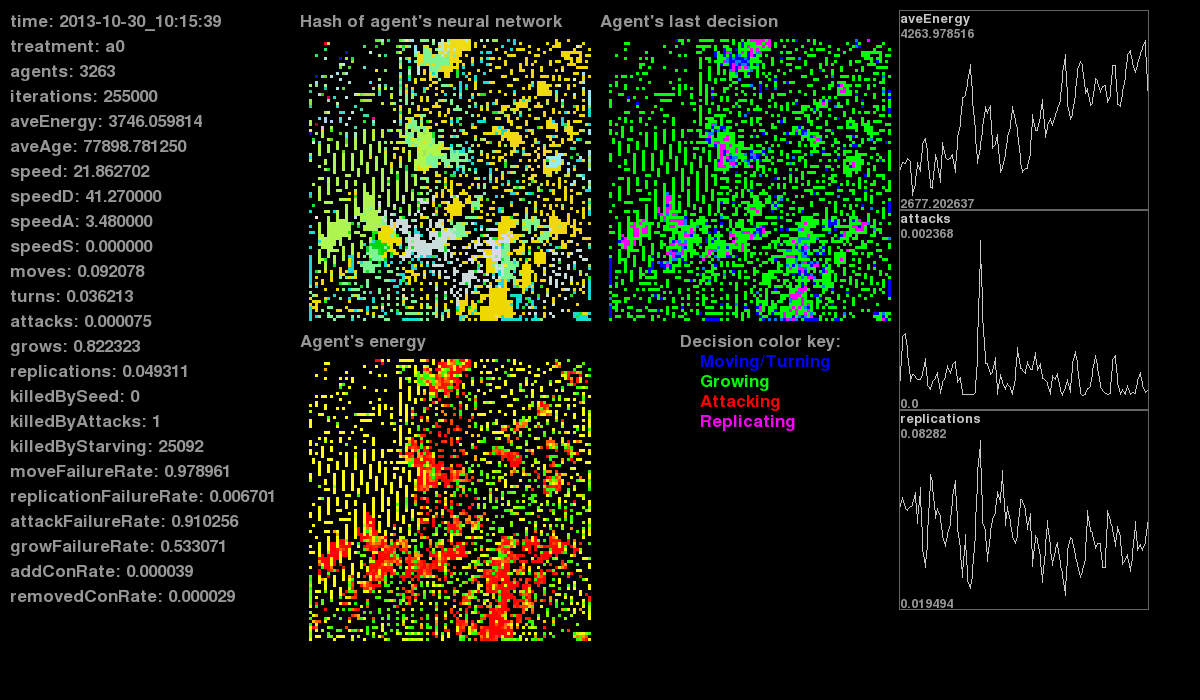 time: 2013-10-30_10:15:39
treatment: a0
agents: 3263
iterations: 255000
aveEnergy: 3746.059814
aveAge: 77898.781250
speed: 21.862702
speedD: 41.270000
speedA: 3.480000
speedS: 0.000000
moves: 0.092078
turns: 0.036213
attacks: 0.000075
grows: 0.822323
replications: 0.049311
killedBySeed: 0
killedByAttacks: 1
killedByStarving: 25092
moveFailureRate: 0.978961
replicationFailureRate: 0.006701
attackFailureRate: 0.910256
growFailureRate: 0.533071
addConRate: 0.000039
removedConRate: 0.000029
Hash of agent's neural network
Agent's last decision
Agent's energy
Decision color key:
Moving/Turning
Growing
Attacking
Replicating
aveEnergy
4263.978516
2677.202637
attacks
0.002368
0.0
replications
0.08282
0.019494